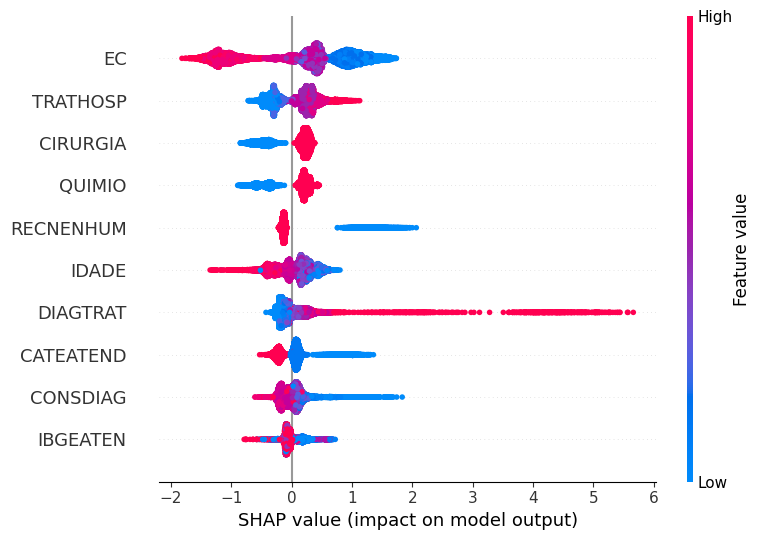 High
EC
TRATHOSP
CIRURGIA
QUIMIO
RECNENHUM
IDADE
DIAGTRAT
CATEATEND
CONSDIAG
IBGEATEN
Feature value
Low
−2 −1 0 1 2 3 4 5 6
SHAP value (impact on model output)